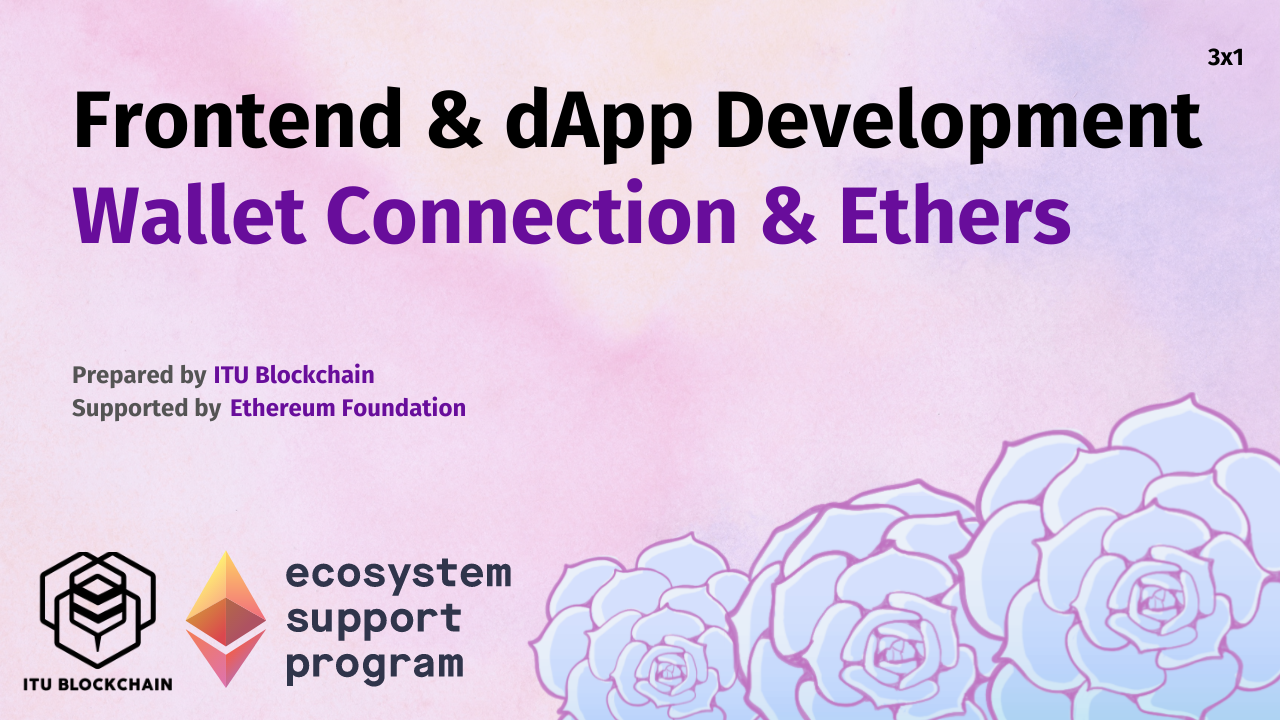 3x1
Frontend & dApp Development
Wallet Connection & Ethers
Prepared by ITU Blockchain
Supported by Ethereum Foundation
ITU BLOCKCHAIN
ecosystem
support
program